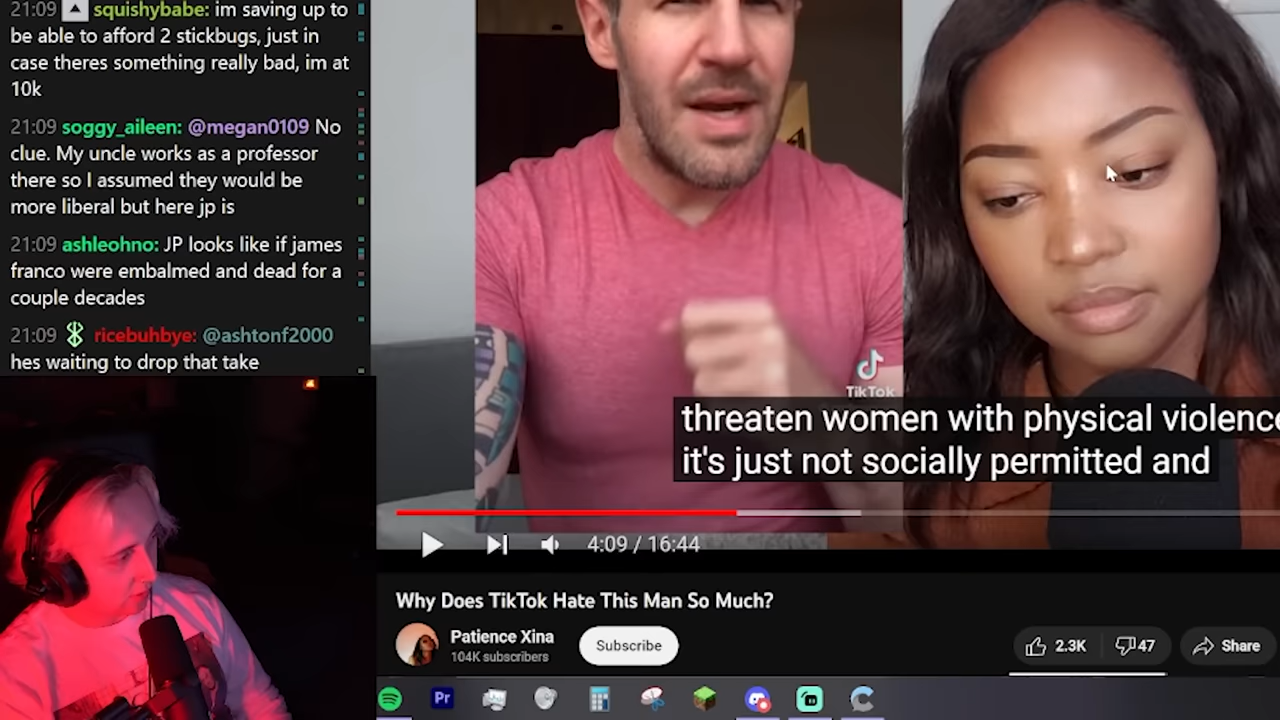 21:09 squishybabe: im saving up to
be able to afford 2 stickbugs, just in
case theres something really bad, im at
10k
21:09 soggy_aileen: @megan0109 No
clue. My uncle works as a professor
there so I assumed they would be
more liberal but here jp is
21:09 ashleohno: JP looks like if james
franco were embalmed and dead for a
couple decades
21:09 ricebuhbye: @ashtonf2000
hes waiting to drop that take
TikTok
threaten women with physical violence
it's just not socially permitted and
4:09 / 16:44
Why Does TikTok Hate This Man So Much?
Patience Xina
104K subscribers
Subscribe
2.3K
47
Share
Pr